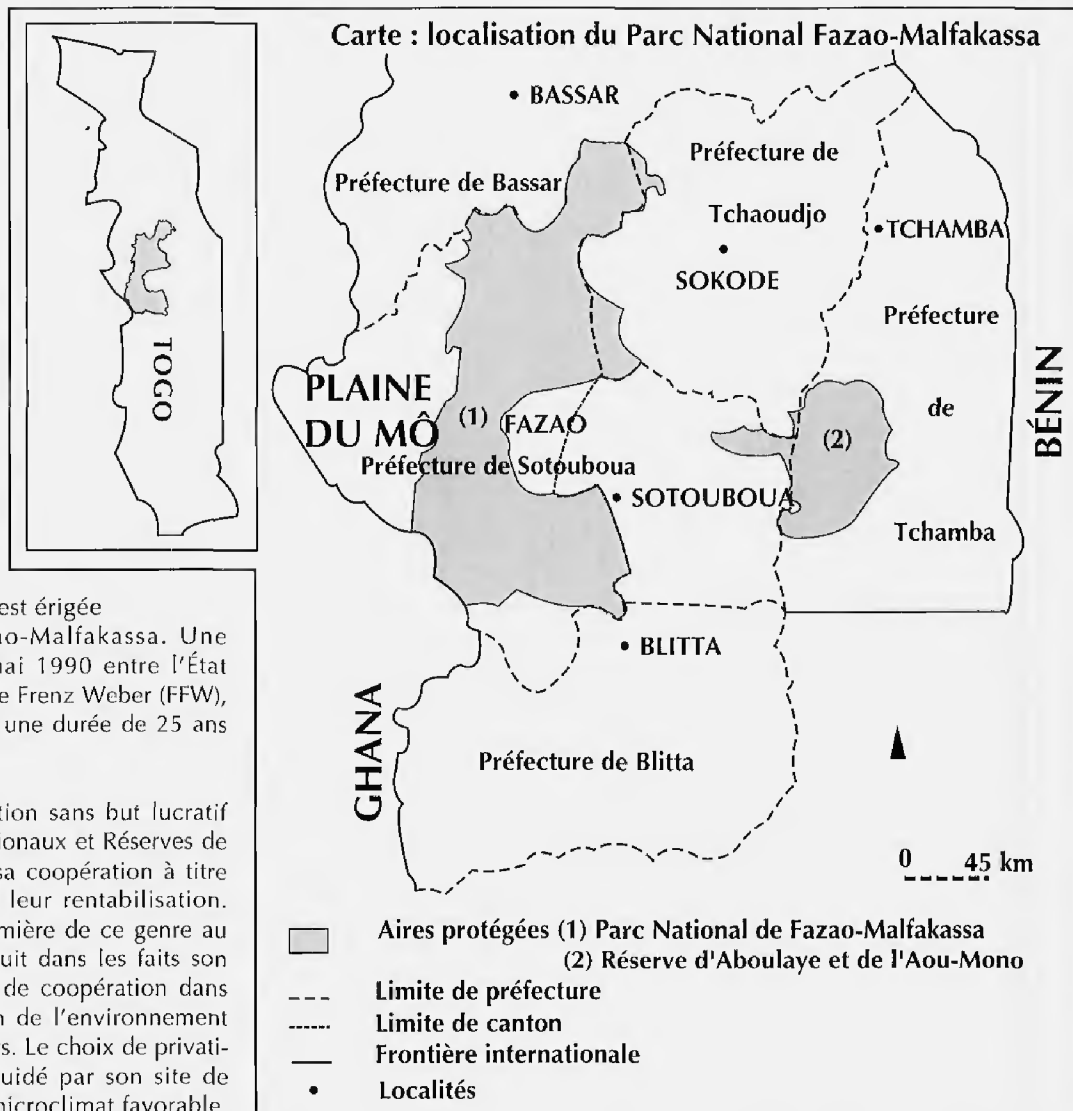 Carte : localisation du Parc National Fazao-Malfakassa
TOGO
BASSAR
Préfecture de Bassar
Préfecture de
Tchaoudjo
SOKODE
TCHAMBA
Préfecture
de
Tchamba
BÉNIN
PLAINE
DU MÔ
(1)
FAZAO
Préfecture de Sotouboua
SOTOUBOUA
(2)
BLITTA
GHANA
Préfecture de Blitta
0 45 km
Aires protégées (1) Parc National de Fazao-Malfakassa
(2) Réserve d'Aboulaye et de l'Aou-Mono
Limite de préfecture
Limite de canton
Frontière internationale
Localités
est érigée
o-Malfakassa. Une
ai 1990 entre l'État
e Frenz Weber (FFW),
une durée de 25 ans
tion sans but lucratif
ionaux et Réserves de
sa coopération à titre
leur rentabilisation.
mière de ce genre au
uit dans les faits son
de coopération dans
n de l'environnement
s. Le choix de privati-
uidé par son site de
microclimat favorable